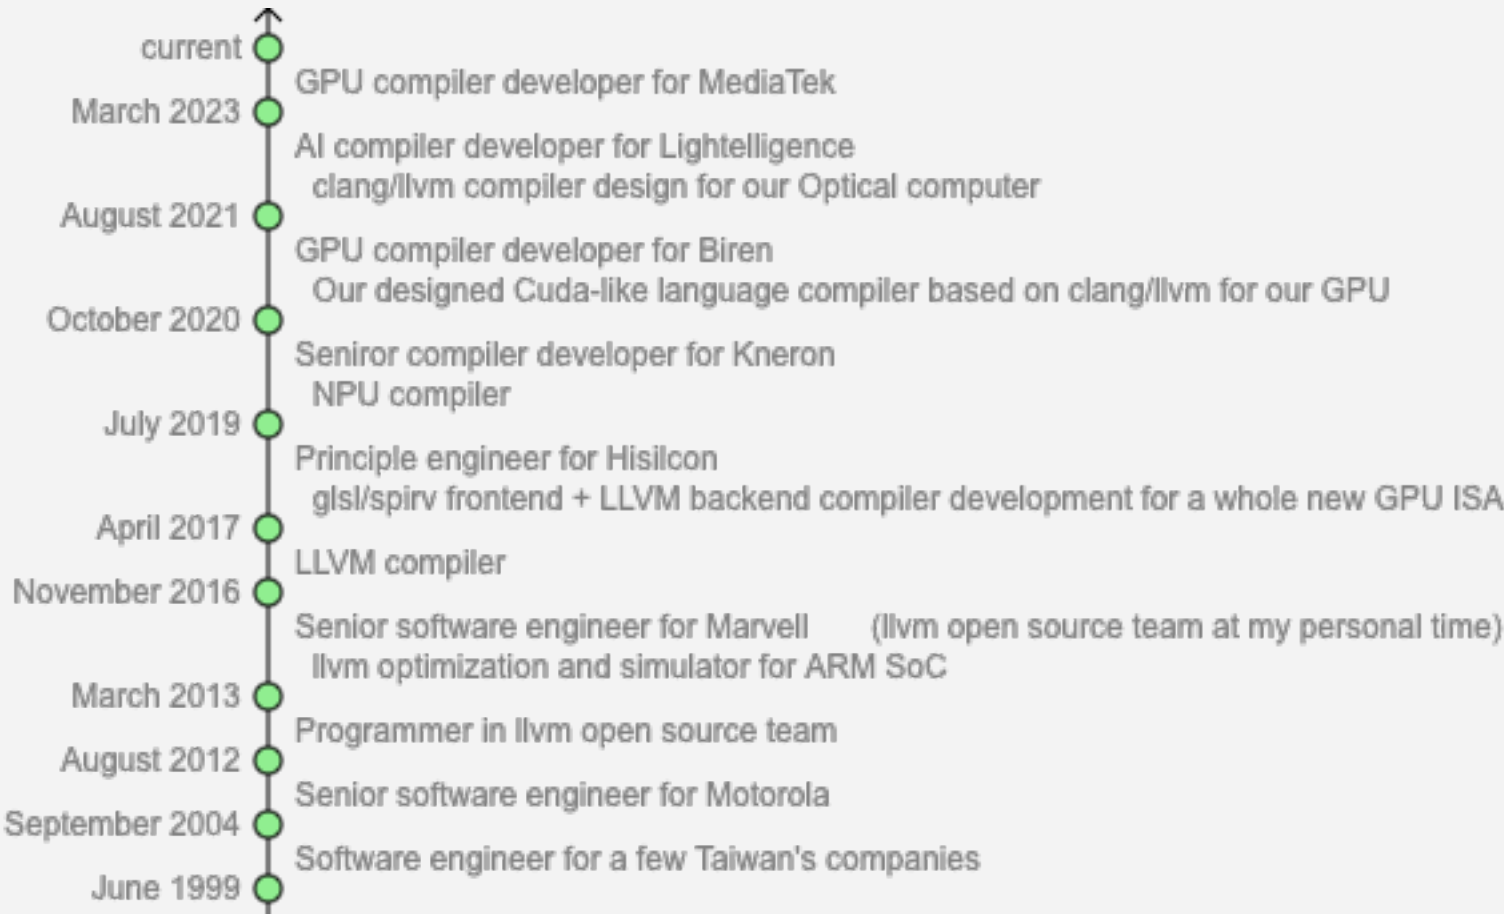 current
GPU compiler developer for MediaTek
March 2023
AI compiler developer for Lightelligence
clang/llvm compiler design for our Optical computer
August 2021
GPU compiler developer for Biren
Our designed Cuda-like language compiler based on clang/llvm for our GPU
October 2020
Seniror compiler developer for Kneron
NPU compiler
July 2019
Principle engineer for Hisilcon
glsl/spirv frontend + LLVM backend compiler development for a whole new GPU ISA
April 2017
LLVM compiler
November 2016
Senior software engineer for Marvell (llvm open source team at my personal time)
llvm optimization and simulator for ARM SoC
March 2013
Programmer in llvm open source team
August 2012
Senior software engineer for Motorola
September 2004
Software engineer for a few Taiwan's companies
June 1999